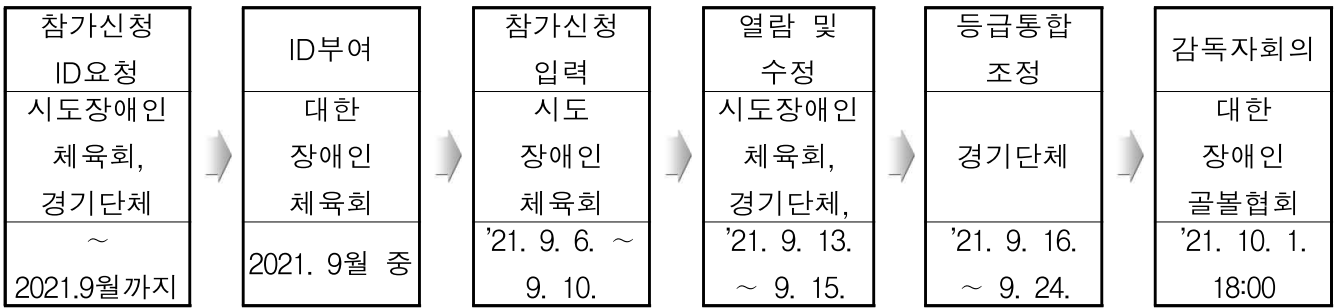 참가신청
ID요청
시도장애인
체육회,
경기단체
~
2021.9월까지
ID부여
대한
장애인
체육회
2021. 9월 중
참가신청
입력
시도
장애인
체육회
'21. 9. 6. ~
9. 10.
열람 및
수정
시도장애인
체육회,
경기단체,
'21. 9. 13.
~ 9. 15.
등급통합
조정
경기단체
'21. 9. 16.
~ 9. 24.
감독자회의
대한
장애인
골볼협회
'21. 10. 1.
18:00